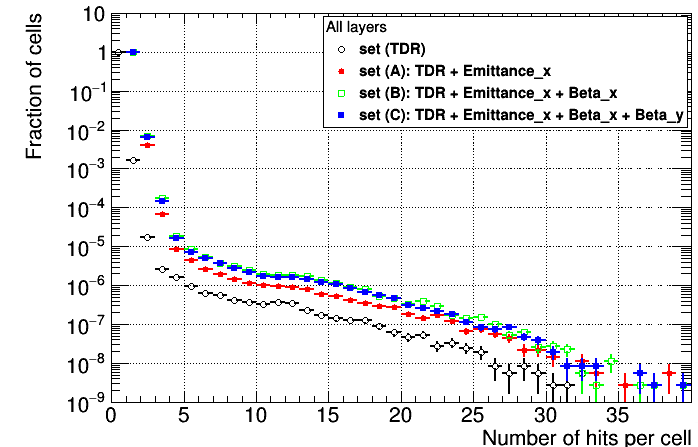 Fraction of cells
All layers
set (TDR)
set (A): TDR + Emittance_x
set (B): TDR + Emittance_x + Beta_x
set (C): TDR + Emittance_x + Beta_x + Beta_y
10
1
10⁻¹
10⁻²
10⁻³
10⁻⁴
10⁻⁵
10⁻⁶
10⁻⁷
10⁻⁸
10⁻⁹
0 5 10 15 20 25 30 35
Number of hits per cell